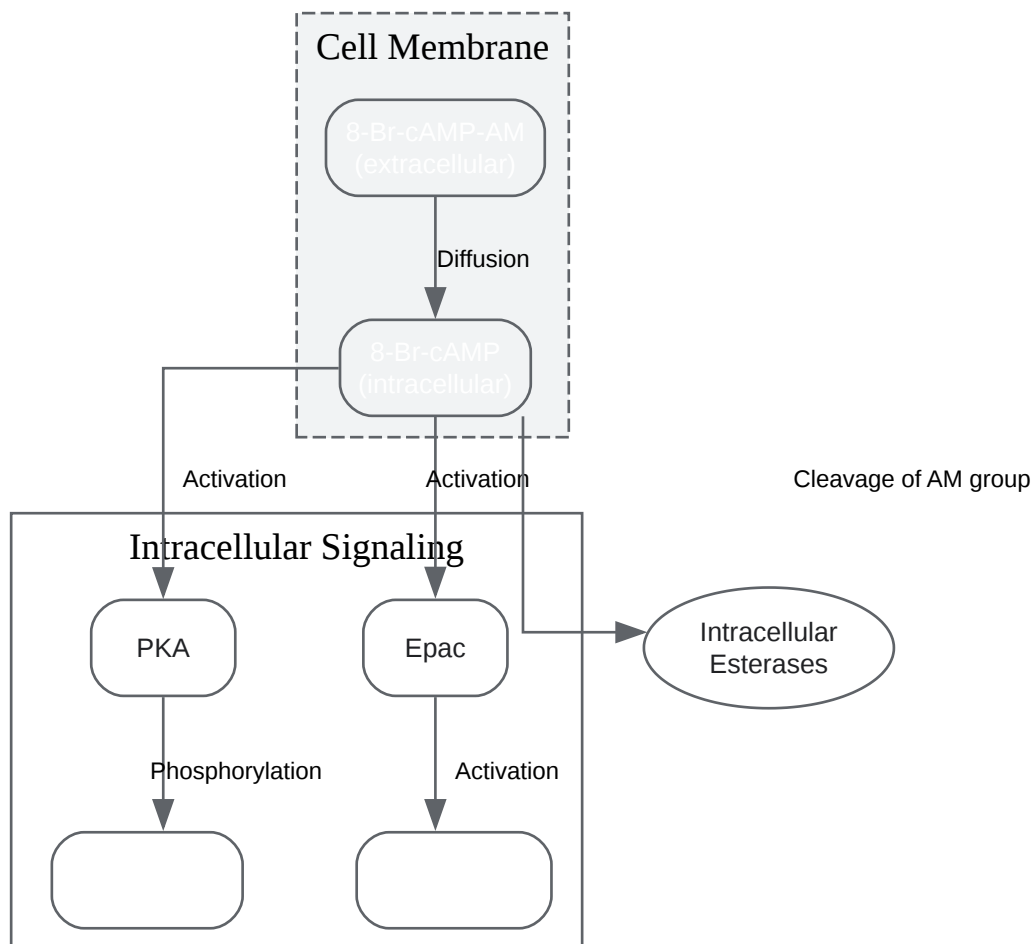 Cell Membrane
8-Br-cAMP-AM
(extracellular)
Diffusion
8-Br-cAMP
(intracellular)
Activation
Activation
Cleavage of AM group
Intracellular Signaling
PKA
Epac
Intracellular
Esterases
Phosphorylation
Activation